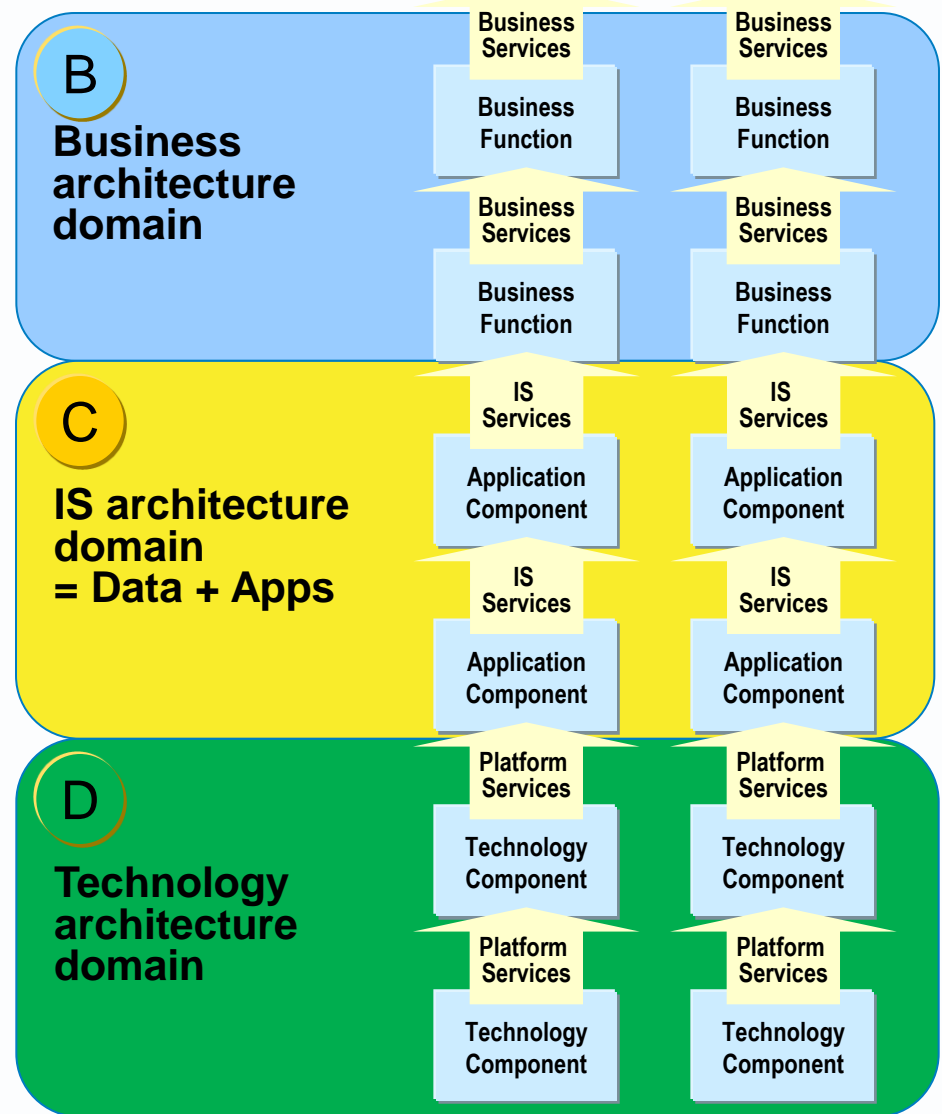 B
Business
architecture
domain
Business
Services
Business
Services
Business
Function
Business
Function
Business
Services
Business
Services
Business
Function
Business
Function
C
IS architecture
domain
= Data + Apps
IS
Services
IS
Services
Application
Component
Application
Component
IS
Services
IS
Services
Application
Component
Application
Component
D
Technology
architecture
domain
Platform
Services
Platform
Services
Technology
Component
Technology
Component
Platform
Services
Platform
Services
Technology
Component
Technology
Component